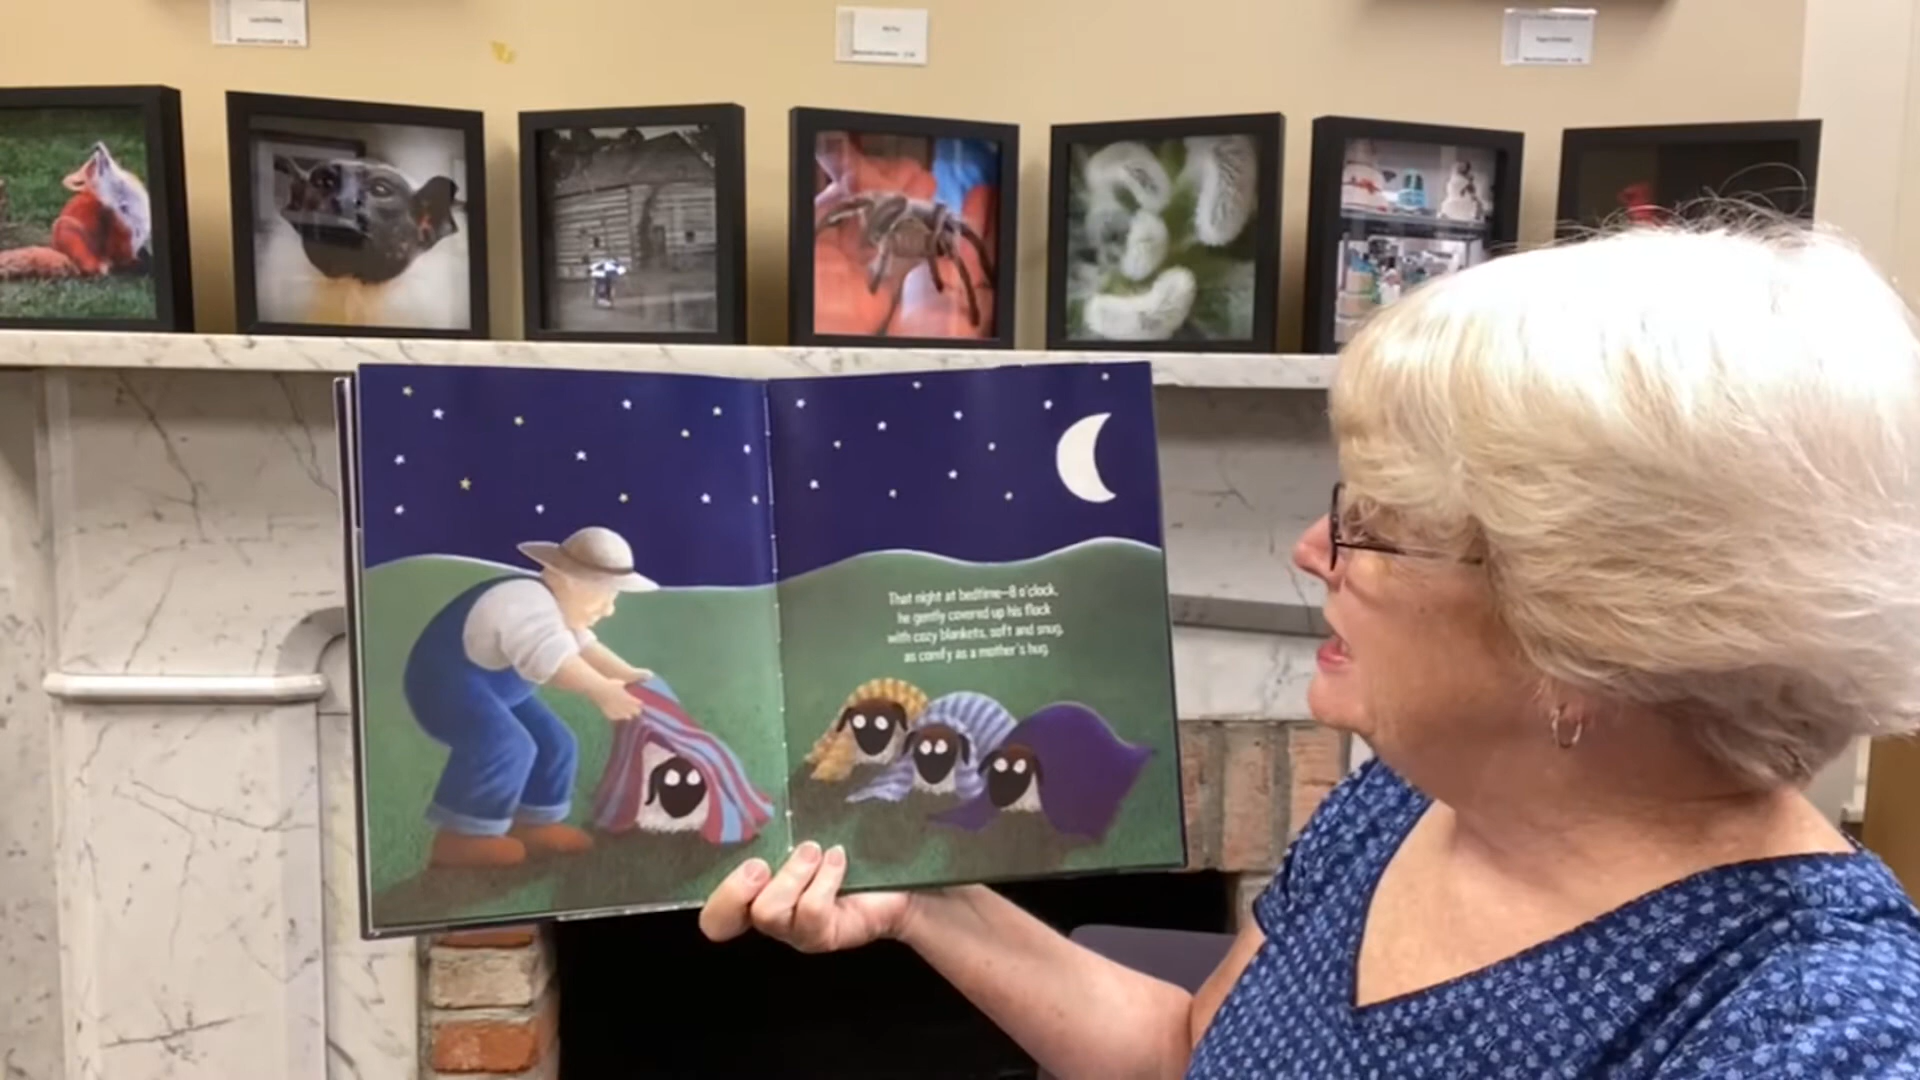 That night at bedtime–8 o'clock,
he gently covered up his flock
with cozy blankets, soft and snug,
as comfy as a mother's hug.